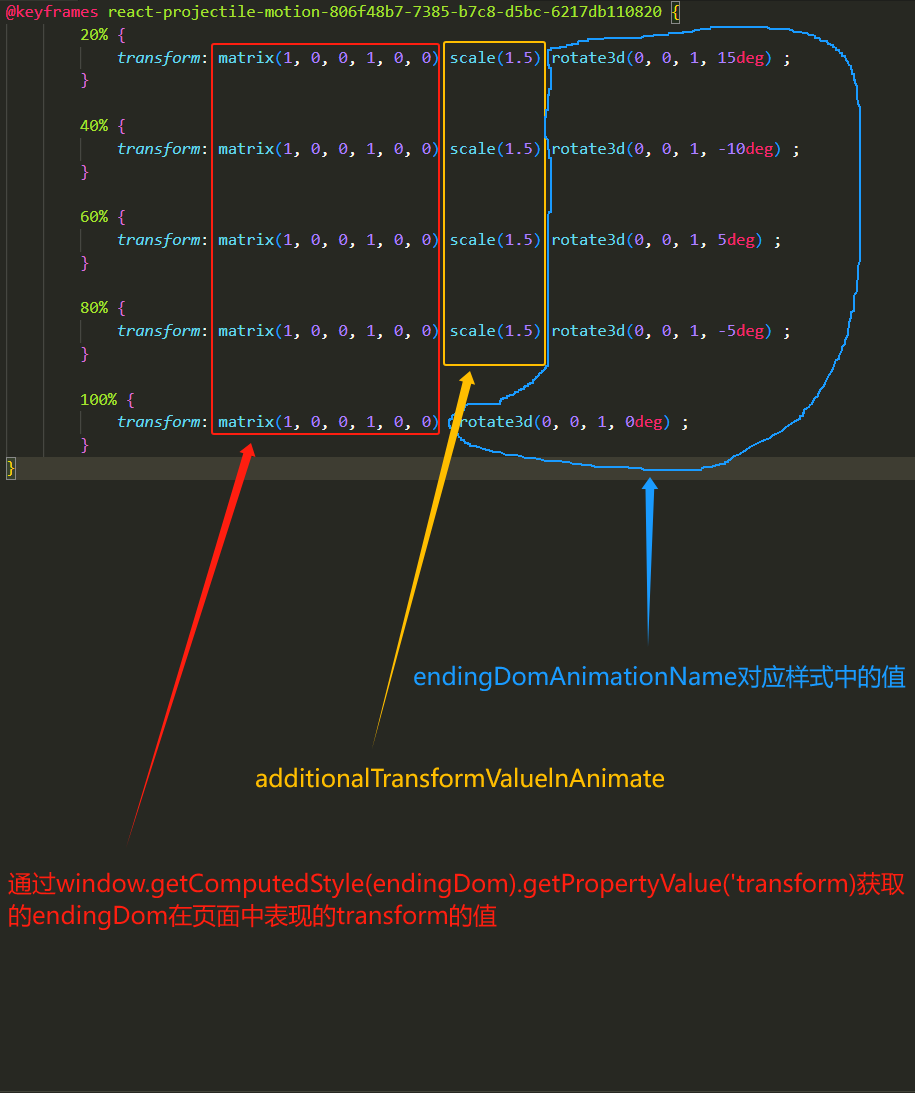 @keyframes react-projectile-motion-806f48b7-7385-b7c8-d5bc-6217db110820 {
20% {
transform: matrix(1, 0, 0, 1, 0, 0) scale(1.5) rotate3d(0, 0, 1, 15deg) ;
}
40% {
transform: matrix(1, 0, 0, 1, 0, 0) scale(1.5) rotate3d(0, 0, 1, -10deg) ;
}
60% {
transform: matrix(1, 0, 0, 1, 0, 0) scale(1.5) rotate3d(0, 0, 1, 5deg) ;
}
80% {
transform: matrix(1, 0, 0, 1, 0, 0) scale(1.5) rotate3d(0, 0, 1, -5deg) ;
}
100% {
transform: matrix(1, 0, 0, 1, 0, 0) rotate3d(0, 0, 1, 0deg) ;
}
}
endingDomAnimationName对应样式中的值
additionalTransformValueInAnimate
通过window.getComputedStyle(endingDom).getPropertyValue('transform)获取
的endingDom在页面中表现的transform的值